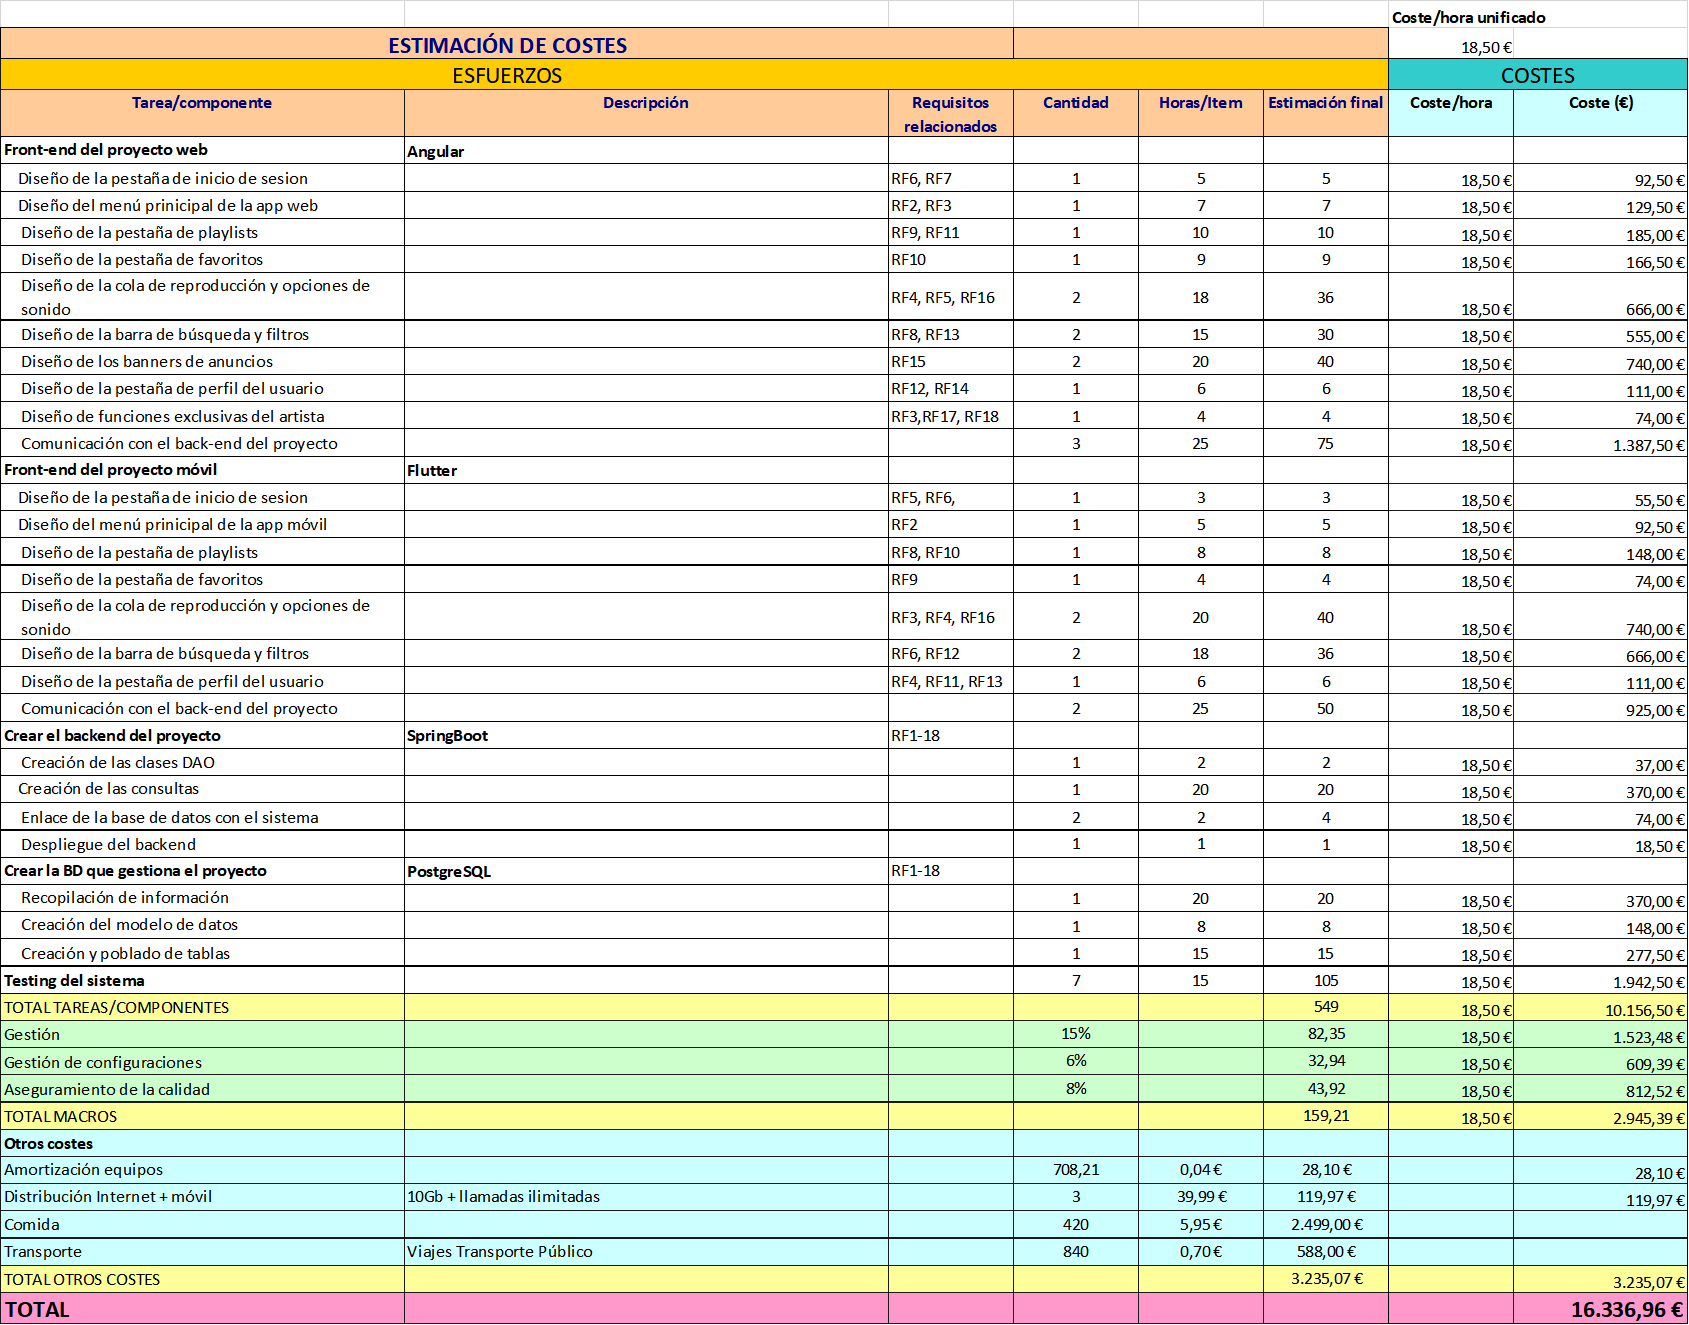 Coste/hora unificado
ESTIMACIÓN DE COSTES 18,50 €
ESFUERZOS COSTES
Tarea/componente Descripción Requisitos relacionados Cantidad Horas/Item Estimación final Coste/hora Coste (€)
Front-end del proyecto web Angular
Diseño de la pestaña de inicio de sesion RF6, RF7 1 5 5 18,50 € 92,50 €
Diseño del menú prinicipal de la app web RF2, RF3 1 7 7 18,50 € 129,50 €
Diseño de la pestaña de playlists RF9, RF11 1 10 10 18,50 € 185,00 €
Diseño de la pestaña de favoritos RF10 1 9 9 18,50 € 166,50 €
Diseño de la cola de reproducción y opciones de sonido RF4, RF5, RF16 2 18 36 18,50 € 666,00 €
Diseño de la barra de búsqueda y filtros RF8, RF13 2 15 30 18,50 € 555,00 €
Diseño de los banners de anuncios RF15 2 20 40 18,50 € 740,00 €
Diseño de la pestaña de perfil del usuario RF12, RF14 1 6 6 18,50 € 111,00 €
Diseño de funciones exclusivas del artista RF3,RF17, RF18 1 4 4 18,50 € 74,00 €
Comunicación con el back-end del proyecto 3 25 75 18,50 € 1.387,50 €
Front-end del proyecto móvil Flutter
Diseño de la pestaña de inicio de sesion RF5, RF6, 1 3 3 18,50 € 55,50 €
Diseño del menú prinicipal de la app móvil RF2 1 5 5 18,50 € 92,50 €
Diseño de la pestaña de playlists RF8, RF10 1 8 8 18,50 € 148,00 €
Diseño de la pestaña de favoritos RF9 1 4 4 18,50 € 74,00 €
Diseño de la cola de reproducción y opciones de sonido RF3, RF4, RF16 2 20 40 18,50 € 740,00 €
Diseño de la barra de búsqueda y filtros RF6, RF12 2 18 36 18,50 € 666,00 €
Diseño de la pestaña de perfil del usuario RF4, RF11, RF13 1 6 6 18,50 € 111,00 €
Comunicación con el back-end del proyecto 2 25 50 18,50 € 925,00 €
Crear el backend del proyecto SpringBoot RF1-18
Creación de las clases DAO 1 2 2 18,50 € 37,00 €
Creación de las consultas 1 20 20 18,50 € 370,00 €
Enlace de la base de datos con el sistema 2 2 4 18,50 € 74,00 €
Despliegue del backend 1 1 1 18,50 € 18,50 €
Crear la BD que gestiona el proyecto PostgreSQL RF1-18
Recopilación de información 1 20 20 18,50 € 370,00 €
Creación del modelo de datos 1 8 8 18,50 € 148,00 €
Creación y poblado de tablas 1 15 15 18,50 € 277,50 €
Testing del sistema 7 15 105 18,50 € 1.942,50 €
TOTAL TAREAS/COMPONENTES 549 18,50 € 10.156,50 €
Gestión 15% 82,35 18,50 € 1.523,48 €
Gestión de configuraciones 6% 32,94 18,50 € 609,39 €
Aseguramiento de la calidad 8% 43,92 18,50 € 812,52 €
TOTAL MACROS 159,21 18,50 € 2.945,39 €
Otros costes
Amortización equipos 708,21 0,04 € 28,10 € 28,10 €
Distribución Internet + móvil 10Gb + llamadas ilimitadas 3 39,99 € 119,97 € 119,97 €
Comida 420 5,95 € 2.499,00 €
Transporte Viajes Transporte Público 840 0,70 € 588,00 €
TOTAL OTROS COSTES 3.235,07 € 3.235,07 €
TOTAL 16.336,96 €